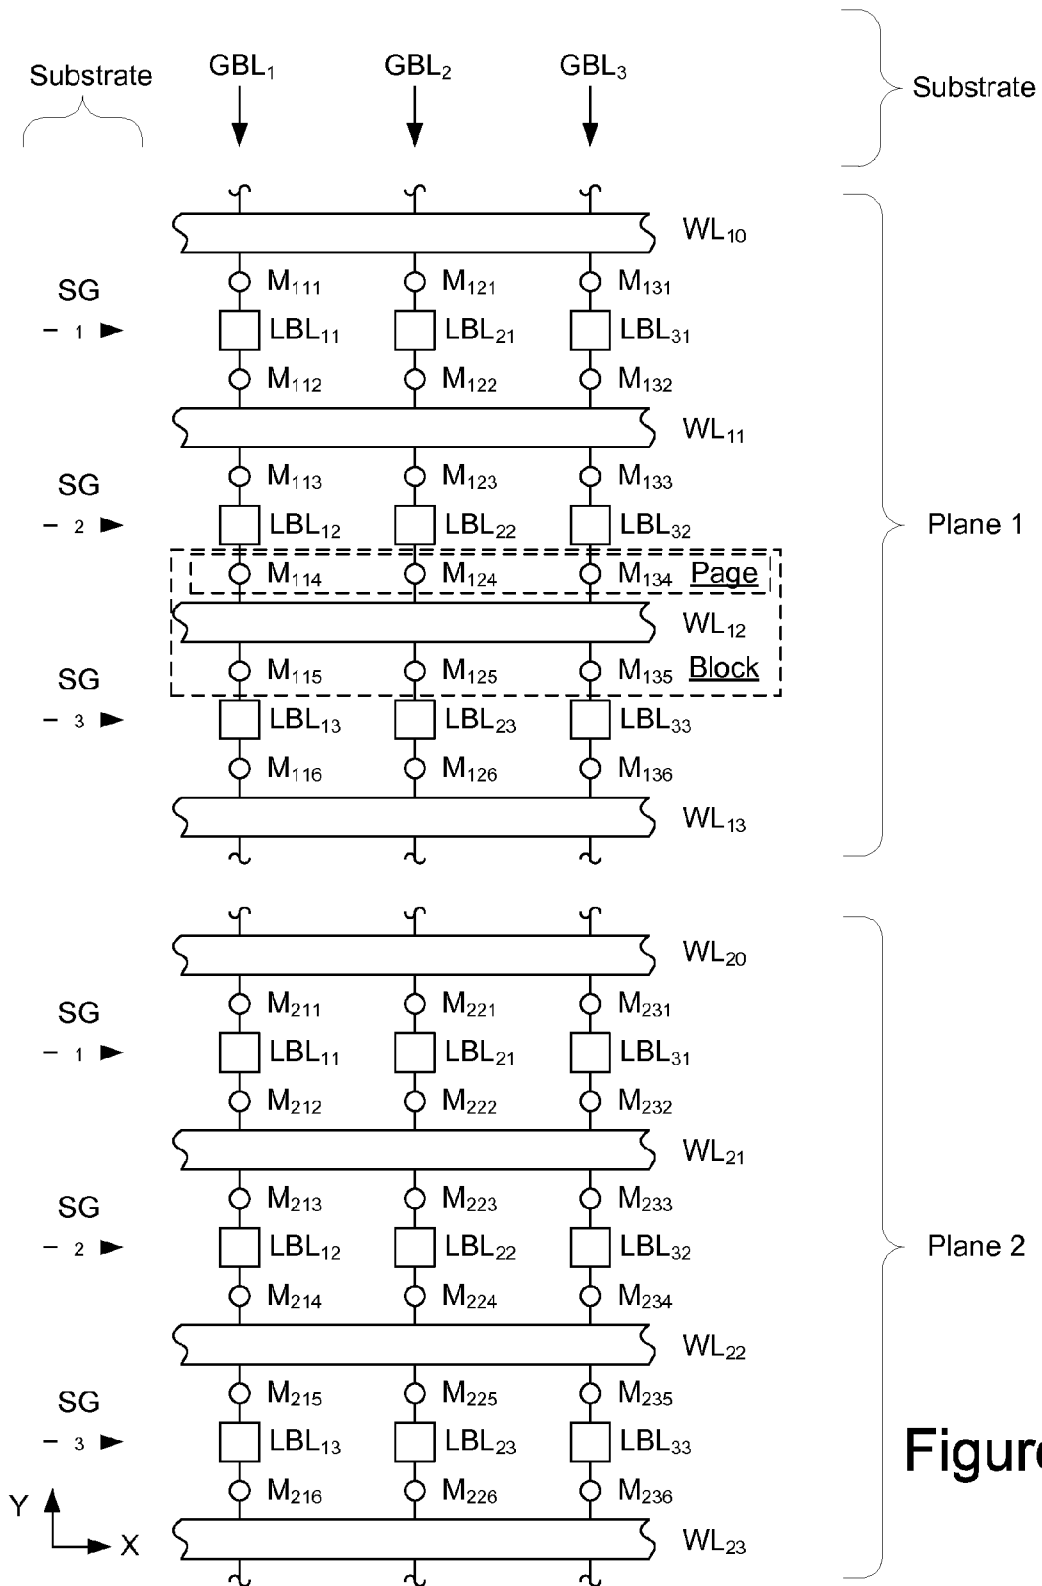 GBL₁ GBL₂ GBL₃
Substrate
Substrate
WL₁₀
M₁₁₁ M₁₂₁ M₁₃₁
SG
1 LBL₁₁ LBL₂₁ LBL₃₁
M₁₁₂ M₁₂₂ M₁₃₂
WL₁₁
M₁₁₃ M₁₂₃ M₁₃₃
SG
2 LBL₁₂ LBL₂₂ LBL₃₂
Plane 1
M₁₁₄ M₁₂₄ M₁₃₄ Page
WL₁₂
M₁₁₅ M₁₂₅ M₁₃₅ Block
SG
3 LBL₁₃ LBL₂₃ LBL₃₃
M₁₁₆ M₁₂₆ M₁₃₆
WL₁₃
WL₂₀
M₂₁₁ M₂₂₁ M₂₃₁
SG
1 LBL₁₁ LBL₂₁ LBL₃₁
M₂₁₂ M₂₂₂ M₂₃₂
WL₂₁
M₂₁₃ M₂₂₃ M₂₃₃
SG
2 LBL₁₂ LBL₂₂ LBL₃₂
Plane 2
M₂₁₄ M₂₂₄ M₂₃₄
WL₂₂
M₂₁₅ M₂₂₅ M₂₃₅
SG
3 LBL₁₃ LBL₂₃ LBL₃₃
Figure
M₂₁₆ M₂₂₆ M₂₃₆
Y
X
WL₂₃